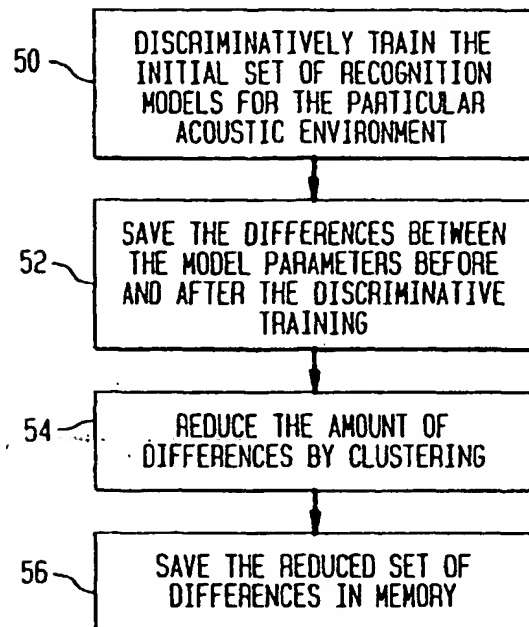 50
DISCRIMINATIVELY TRAIN THE
INITIAL SET OF RECOGNITION
MODELS FOR THE PARTICULAR
ACOUSTIC ENVIRONMENT
52
SAVE THE DIFFERENCES BETWEEN
THE MODEL PARAMETERS BEFORE
AND AFTER THE DISCRIMINATIVE
TRAINING
54
REDUCE THE AMOUNT OF
DIFFERENCES BY CLUSTERING
56
SAVE THE REDUCED SET OF
DIFFERENCES IN MEMORY